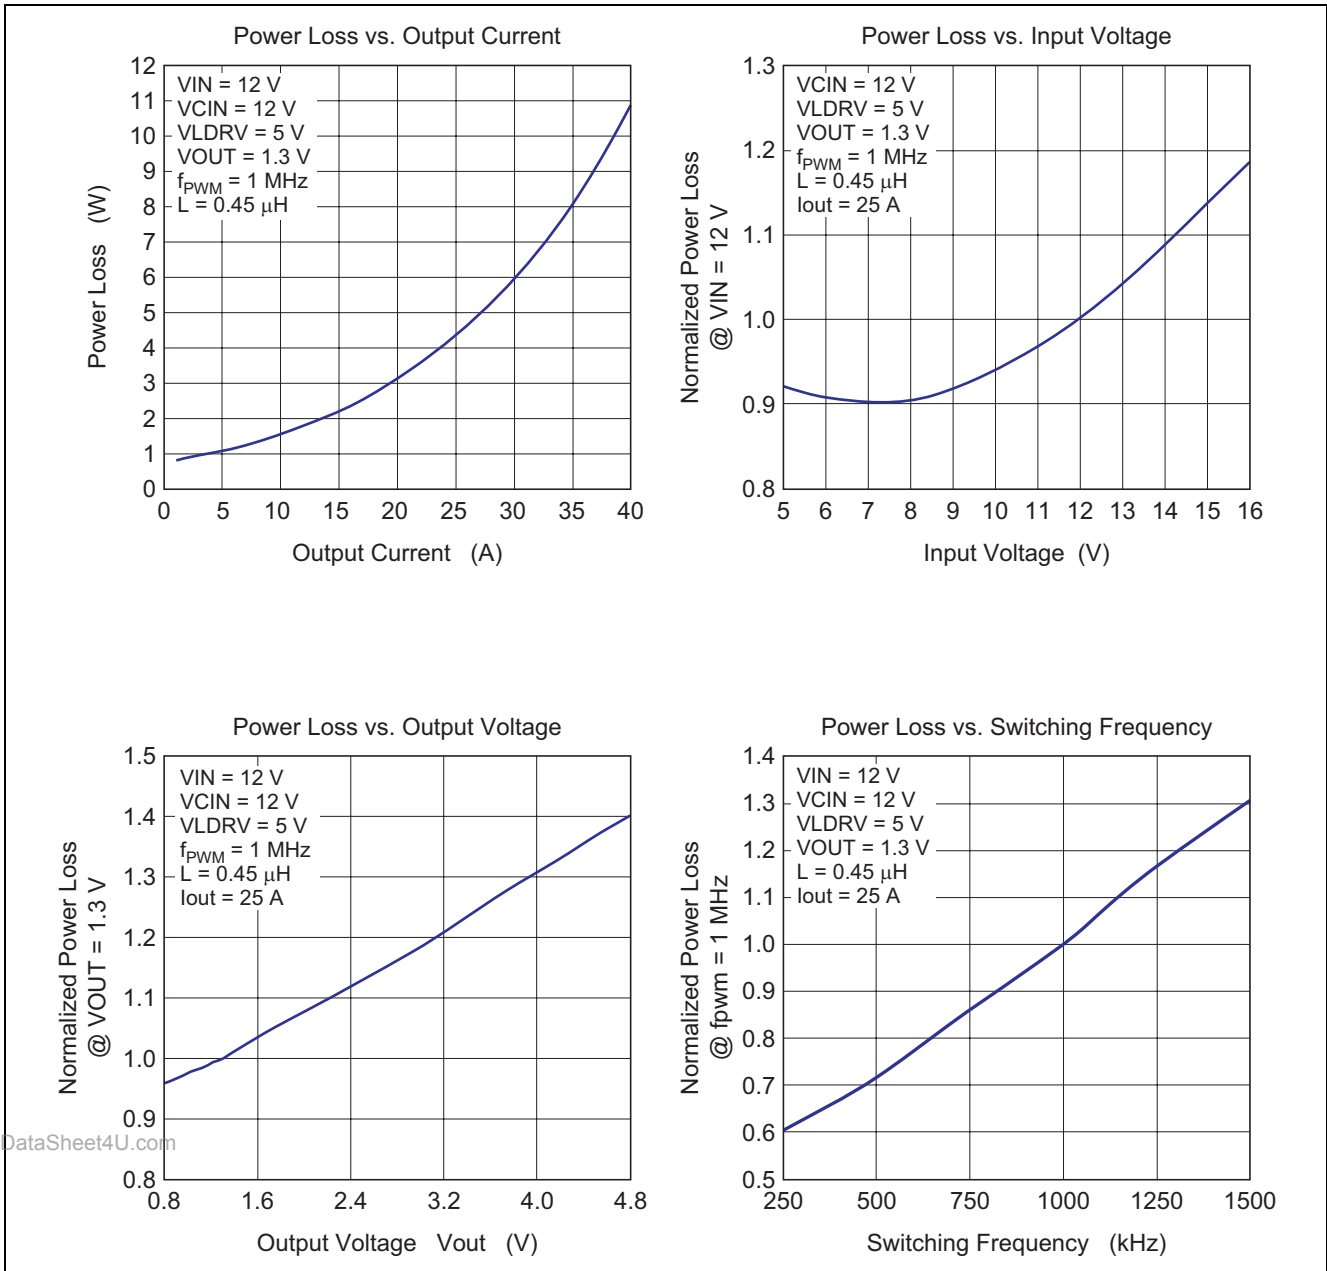 Power Loss vs. Output Current
12
11
10
9
8
7
6
5
4
3
2
1
0
VIN = 12 V
VCIN = 12 V
VLDRV = 5 V
VOUT = 1.3 V
fPWM = 1 MHz
L = 0.45 μH
Power Loss (W)
0 5 10 15 20 25 30 35 40
Output Current (A)
Power Loss vs. Input Voltage
1.3
1.2
1.1
1.0
0.9
0.8
VCIN = 12 V
VLDRV = 5 V
VOUT = 1.3 V
fPWM = 1 MHz
L = 0.45 μH
Iout = 25 A
Normalized Power Loss
@ VIN = 12 V
5 6 7 8 9 10 11 12 13 14 15 16
Input Voltage (V)
Power Loss vs. Output Voltage
1.5
1.4
1.3
1.2
1.1
1.0
0.9
0.8
VIN = 12 V
VCIN = 12 V
VLDRV = 5 V
fPWM = 1 MHz
L = 0.45 μH
Iout = 25 A
Normalized Power Loss
@ VOUT = 1.3 V
0.8 1.6 2.4 3.2 4.0 4.8
Output Voltage Vout (V)
Power Loss vs. Switching Frequency
1.4
1.3
1.2
1.1
1.0
0.9
0.8
0.7
0.6
0.5
VIN = 12 V
VCIN = 12 V
VLDRV = 5 V
VOUT = 1.3 V
L = 0.45 μH
Iout = 25 A
Normalized Power Loss
@ fpwm = 1 MHz
250 500 750 1000 1250 1500
Switching Frequency (kHz)
DataSheet4U.com